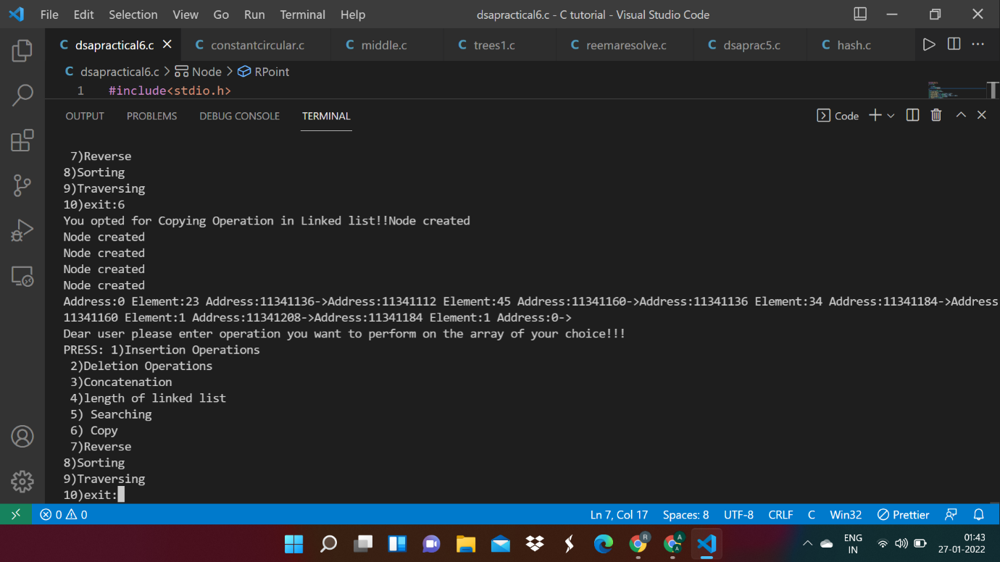 File Edit Selection View Go Run Terminal Help dsapractical6.c - C tutorial - Visual Studio Code
C dsapractical6.c C constantcircular.c C middle.c C trees1.c C reemaresolve.c C dsaprac5.c C hash.c
C dsapractical6.c > Node > RPoint
1 #include<stdio.h>
OUTPUT PROBLEMS DEBUG CONSOLE TERMINAL Code
7)Reverse
8)Sorting
9)Traversing
10)exit:6
You opted for Copying Operation in Linked list!!Node created
Node created
Node created
Node created
Node created
Address:0 Element:23 Address:11341136->Address:11341112 Element:45 Address:11341160->Address:11341136 Element:34 Address:11341184->Address
11341160 Element:1 Address:11341208->Address:11341184 Element:1 Address:0->
Dear user please enter operation you want to perform on the array of your choice!!!
PRESS: 1)Insertion Operations
2)Deletion Operations
3)Concatenation
4)length of linked list
5) Searching
6) Copy
7)Reverse
8)Sorting
9)Traversing
10)exit:
0 0 Ln 7, Col 17 Spaces: 8 UTF-8 CRLF C Win32 Prettier
R A A
ENG 01:43
IN 27-01-2022